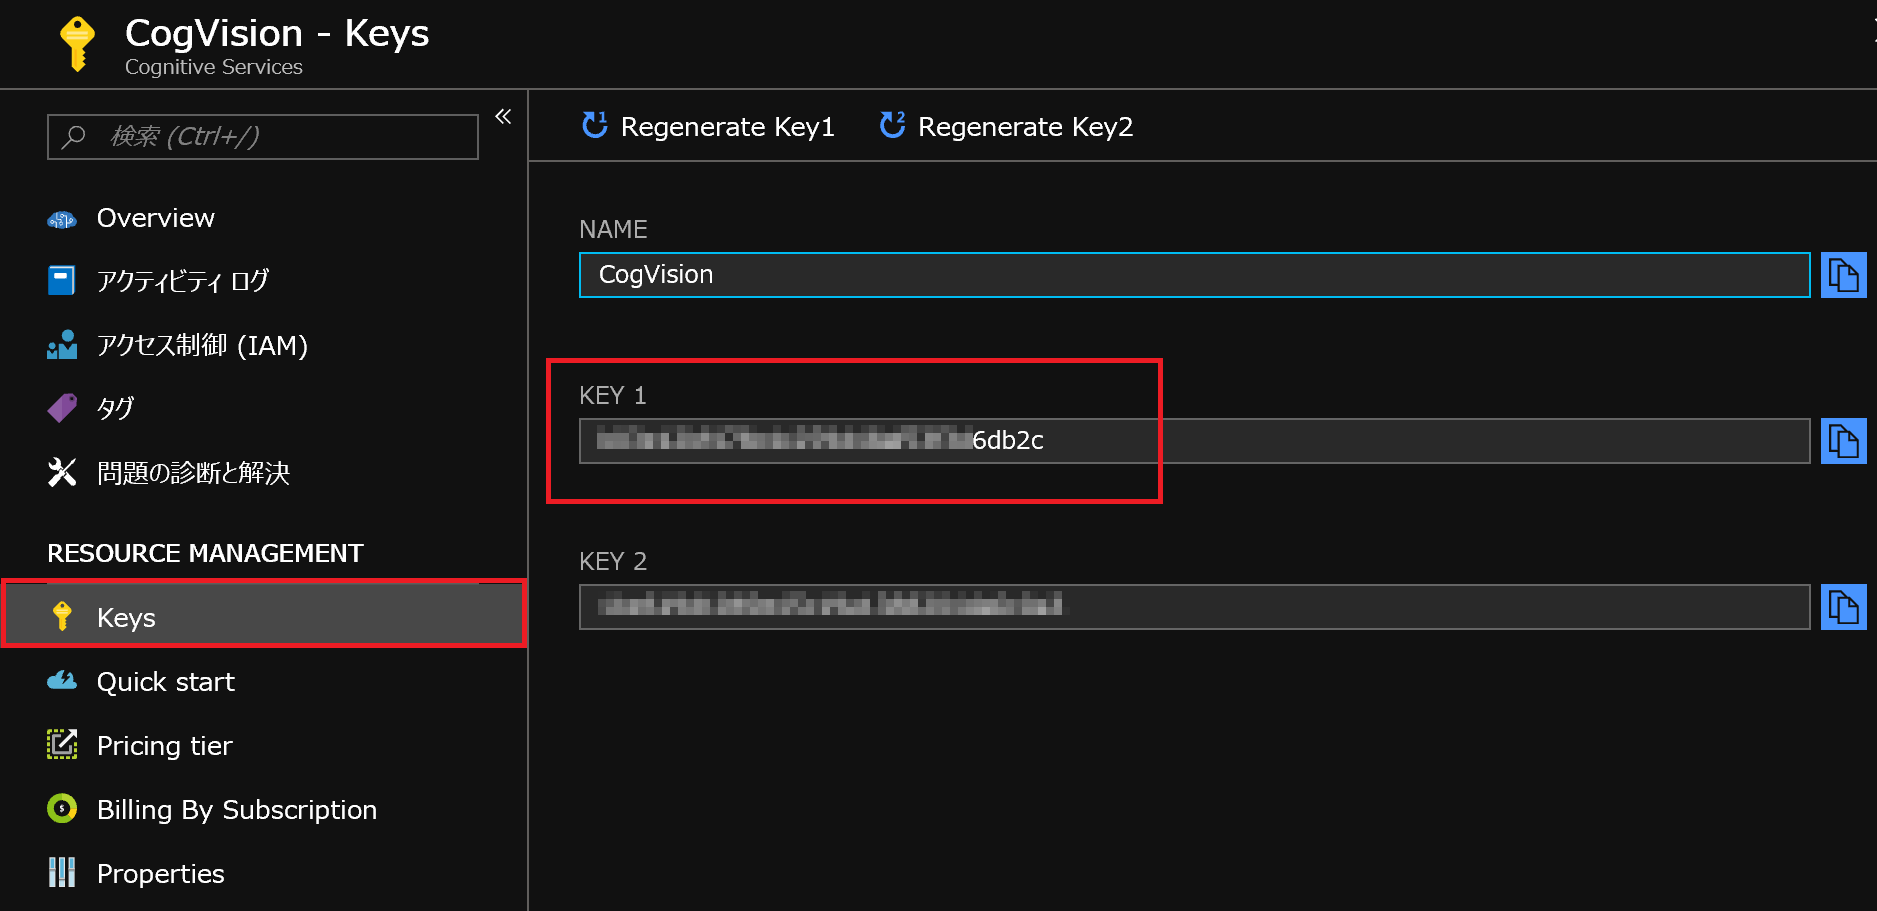 CogVision - Keys
Cognitive Services
検索 (Ctrl+/)
Overview
アクティビティ ログ
アクセス制御 (IAM)
タグ
問題の診断と解決
RESOURCE MANAGEMENT
Keys
Quick start
Pricing tier
Billing By Subscription
Properties
1 Regenerate Key1
2 Regenerate Key2
NAME
CogVision
KEY 1
6db2c
KEY 2